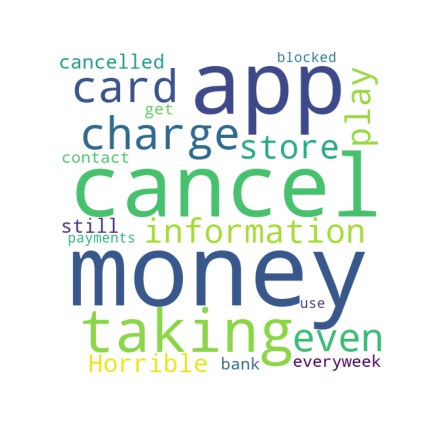 cancelled blocked
card app play
get
charge store
contact cancel
still information
payments money
use
taking even
Horrible bank everyweek